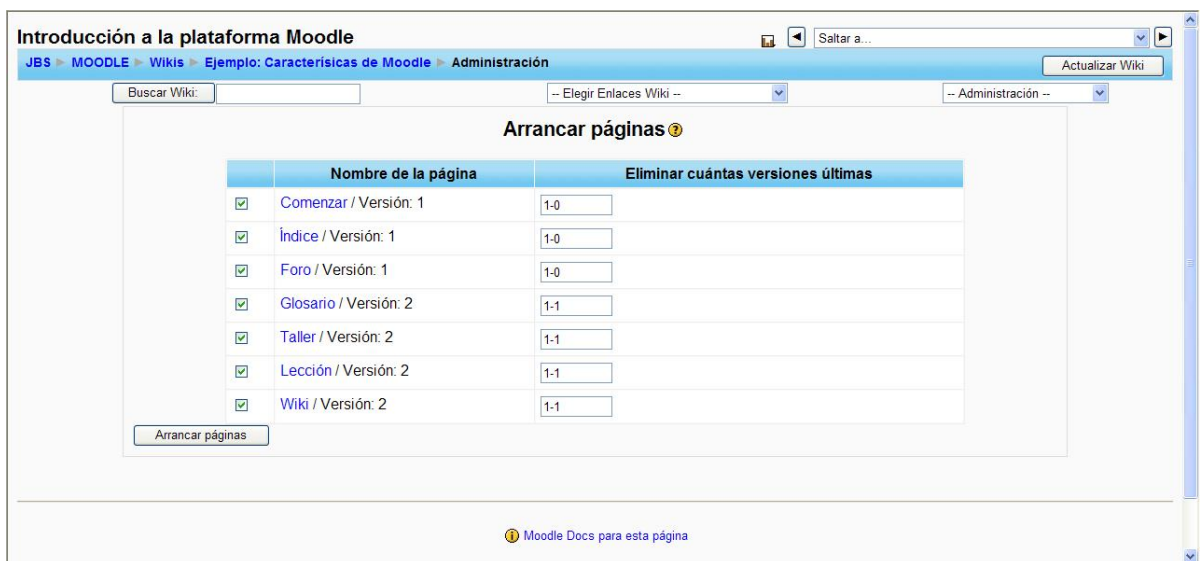 Introducción a la plataforma Moodle Saltar a...
JBS ► MOODLE ► Wikis ► Ejemplo: Caracterísicas de Moodle ► Administración Actualizar Wiki
Buscar Wiki: -- Elegir Enlaces Wiki -- -- Administración --
Arrancar páginas
Nombre de la página Eliminar cuántas versiones últimas
Comenzar / Versión: 1 1-0
Índice / Versión: 1 1-0
Foro / Versión: 1 1-0
Glosario / Versión: 2 1-1
Taller / Versión: 2 1-1
Lección / Versión: 2 1-1
Wiki / Versión: 2 1-1
Arrancar páginas
Moodle Docs para esta página